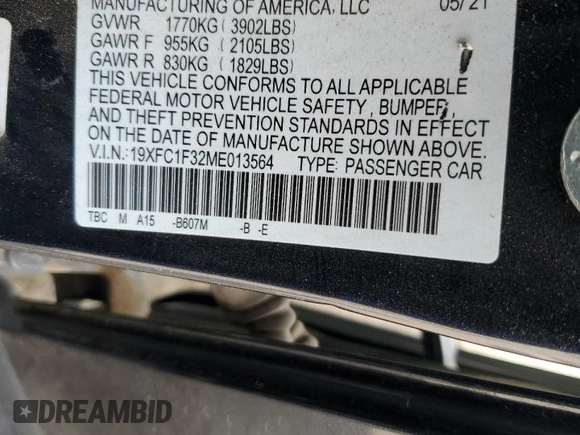 MANUFACTURING OF AMERICA, LLC 05/21
GVWR 1770KG (3902LBS)
GAWR F 955KG (2105LBS)
GAWR R 830KG (1829LBS)
THIS VEHICLE CONFORMS TO ALL APPLICABLE
FEDERAL MOTOR VEHICLE SAFETY, BUMPER,
AND THEFT PREVENTION STANDARDS IN EFFECT
ON THE DATE OF MANUFACTURE SHOWN ABOVE.
V.I.N.:19XFC1F32ME013564 TYPE: PASSENGER CAR
TBC M A15 -B607M -B -E
DREAMBID